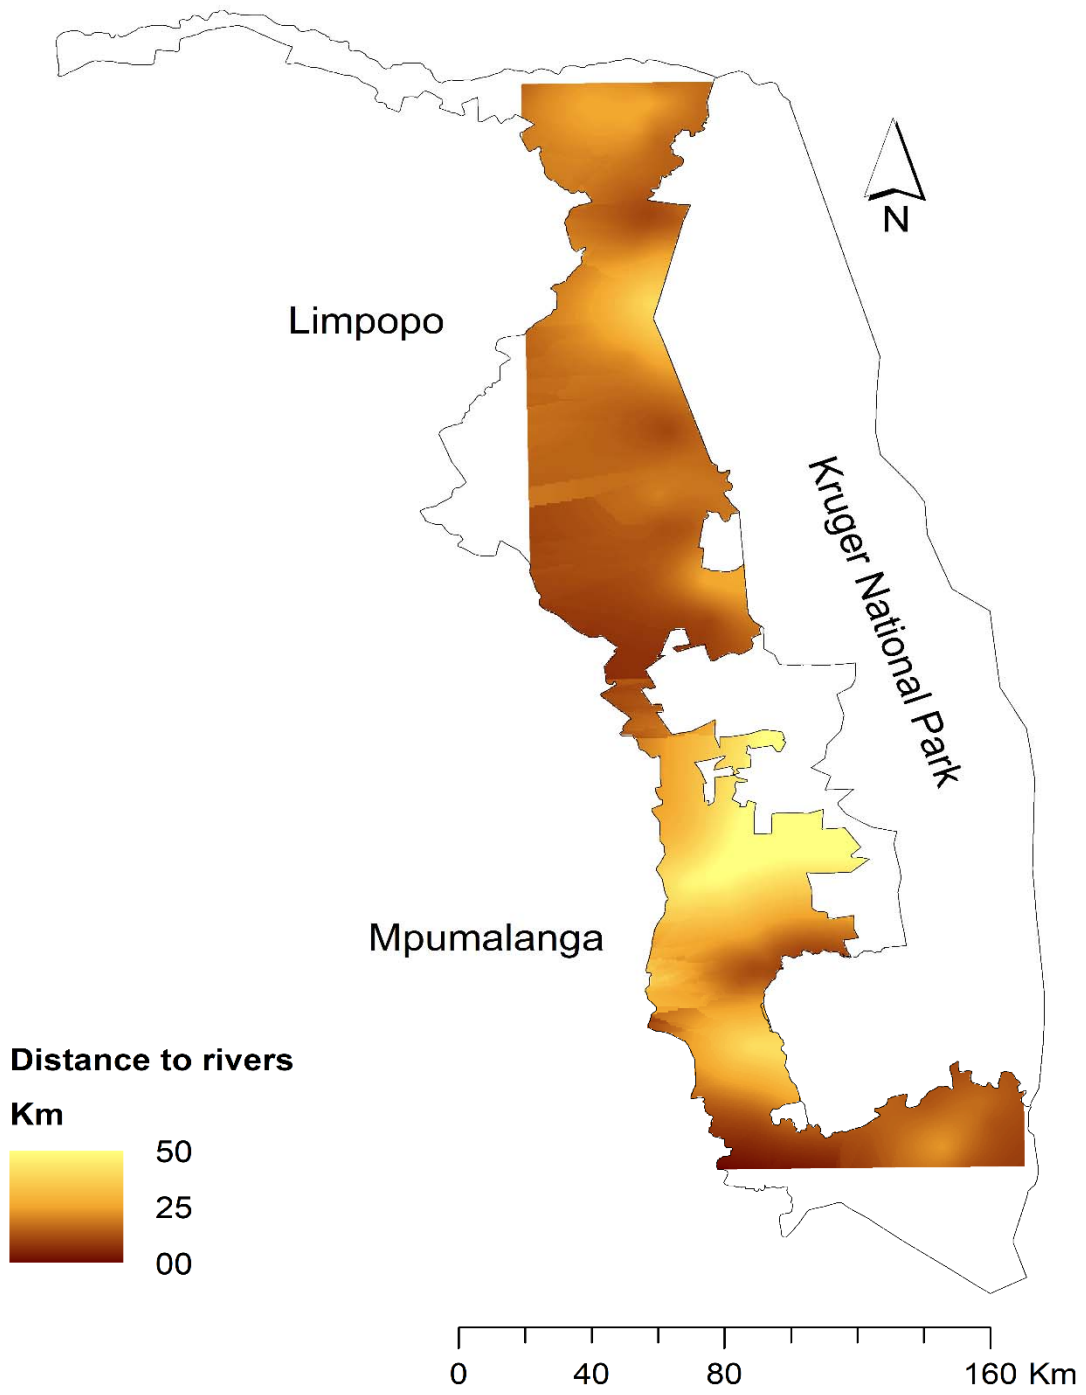 N
Limpopo
Kruger National Park
Mpumalanga
Distance to rivers
Km
50
25
00
0 40 80 160 Km